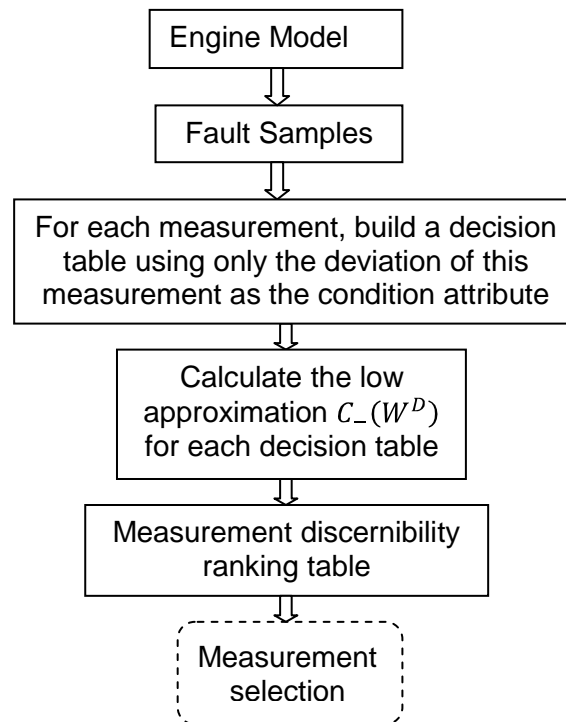 Engine Model
Fault Samples
For each measurement, build a decision
table using only the deviation of this
measurement as the condition attribute
Calculate the low
approximation C_(W^D)
for each decision table
Measurement discernibility
ranking table
Measurement
selection